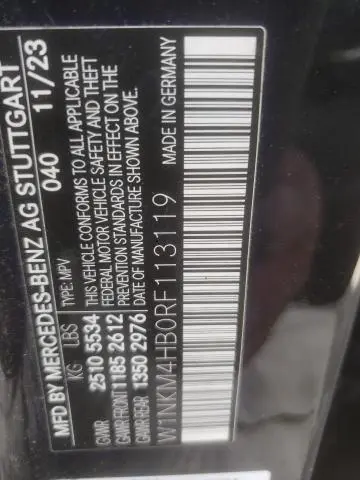 MFD BY MERCEDES-BENZ AG STUTTGART
040 11/23
KG LBS TYPE: MPV
GVWR 2510 5534 THIS VEHICLE CONFORMS TO ALL APPLICABLE
FEDERAL MOTOR VEHICLE SAFETY AND THEFT
GAWR FRONT 1185 2612 PREVENTION STANDARDS IN EFFECT ON THE
GAWR REAR 1350 2976 DATE OF MANUFACTURE SHOWN ABOVE.
W1NKM4HB0RF113119 MADE IN GERMANY